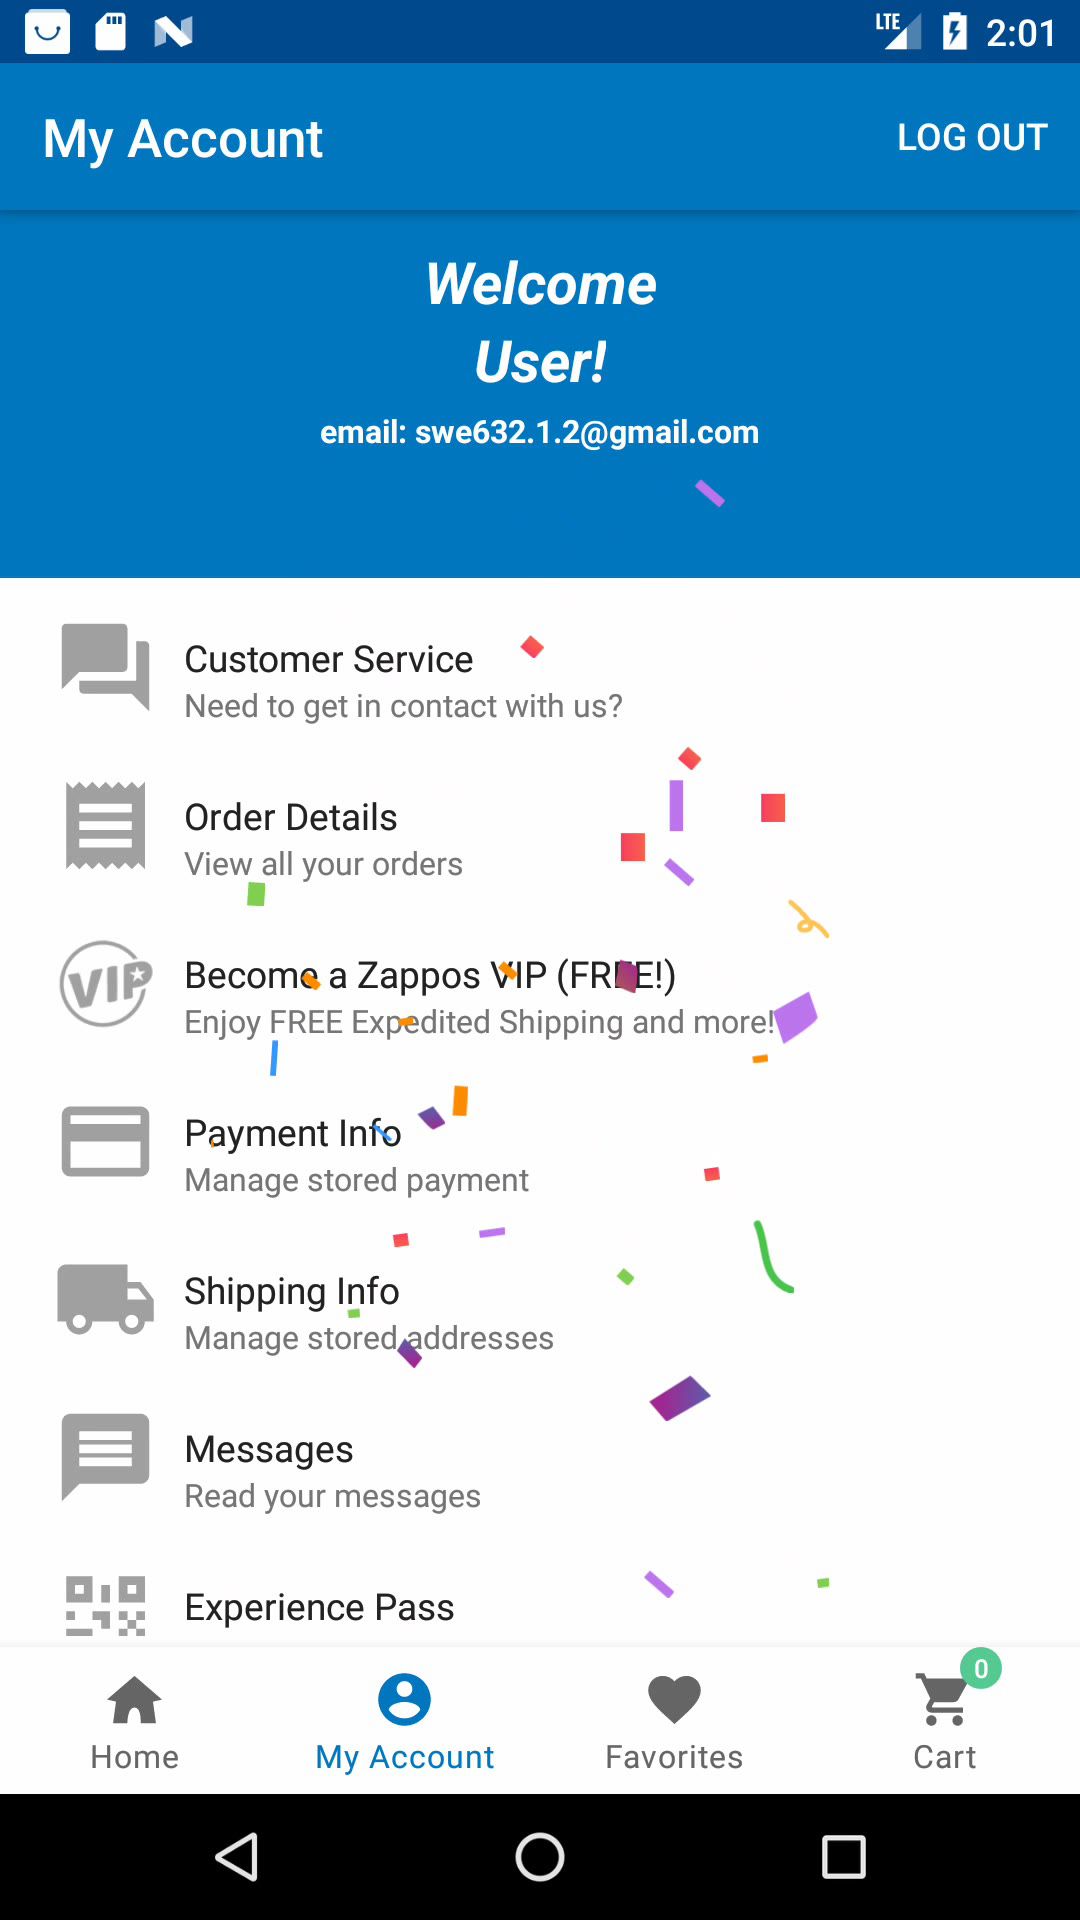 LTE 2:01
My Account LOG OUT
Welcome
User!
email: swe632.1.2@gmail.com
Customer Service
Need to get in contact with us?
Order Details
View all your orders
VIP
Become a Zappos VIP (FREE!)
Enjoy FREE Expedited Shipping and more!
Payment Info
Manage stored payment
Shipping Info
Manage stored addresses
Messages
Read your messages
Experience Pass
0
Home My Account Favorites Cart